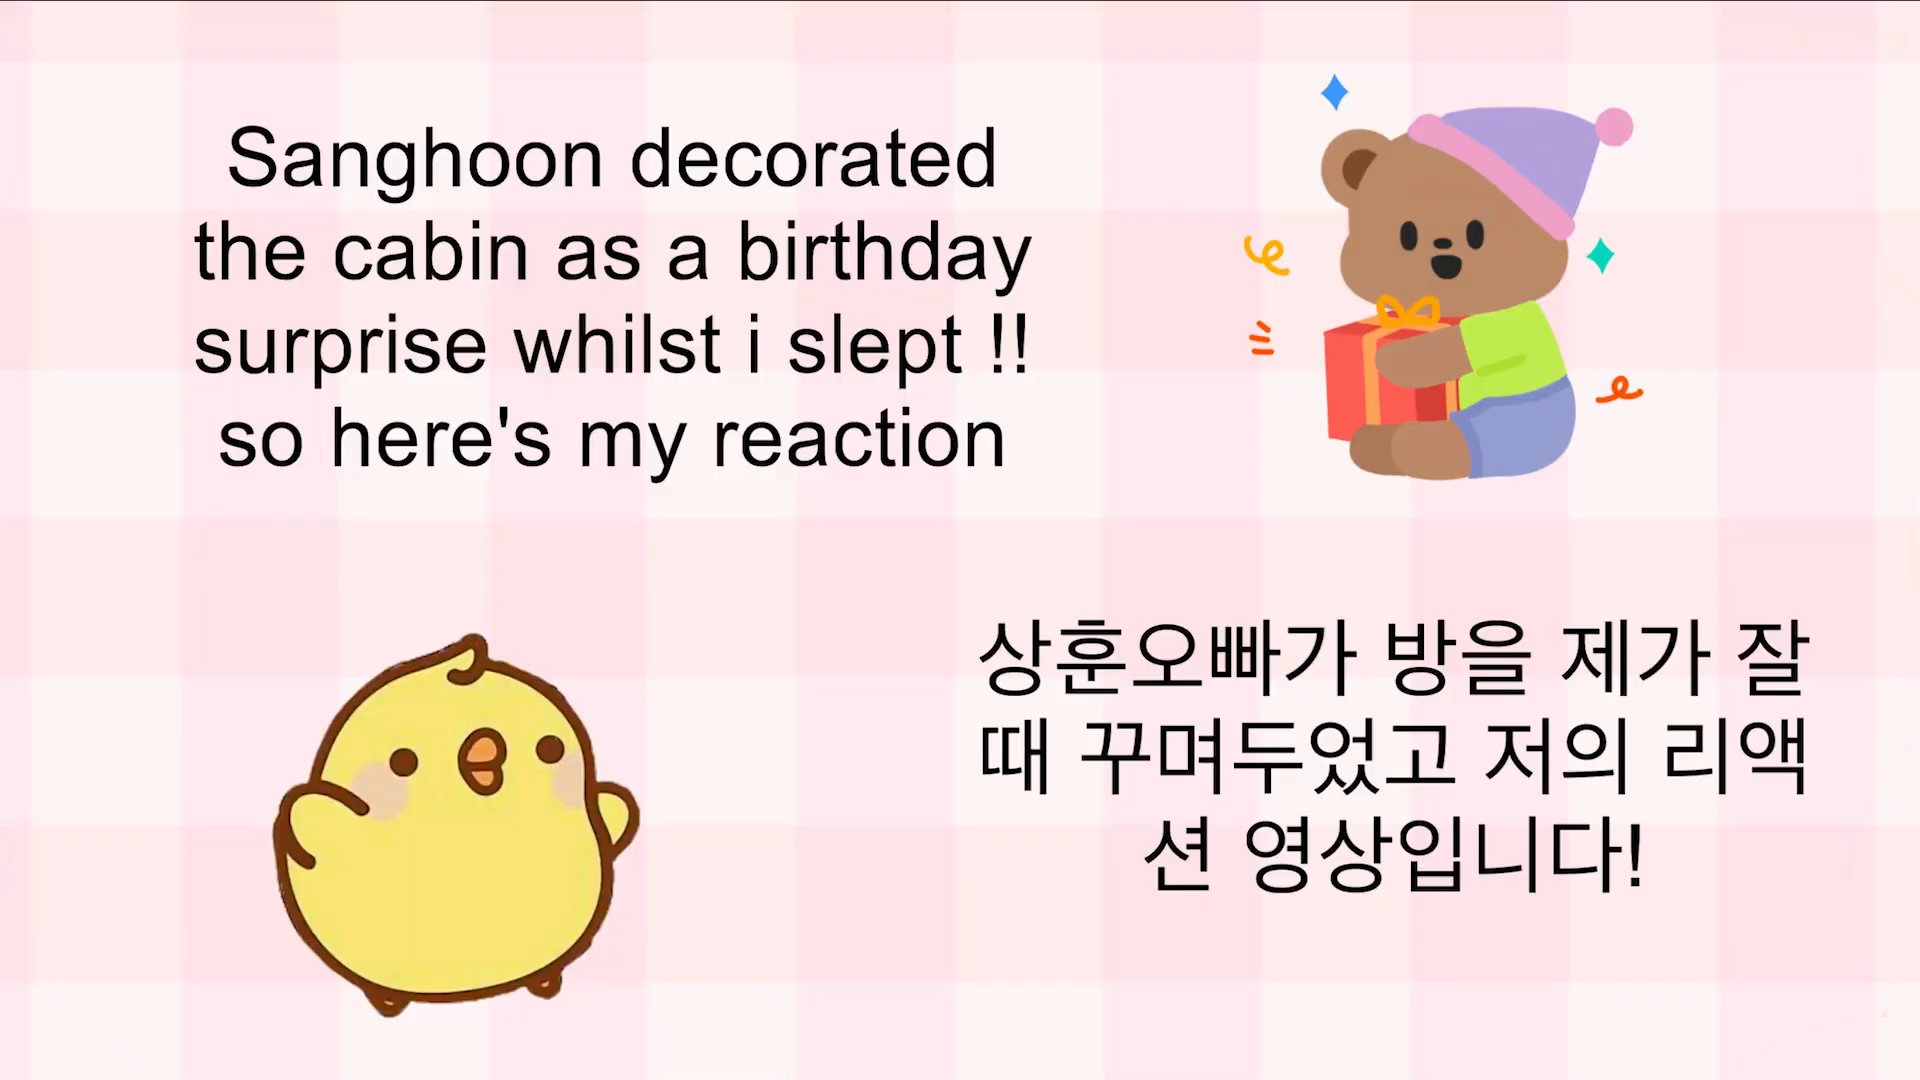 Sanghoon decorated
the cabin as a birthday
surprise whilst i slept !!
so here's my reaction
상훈오빠가 방을 제가 잘
때 꾸며두었고 저의 리액
션 영상입니다!